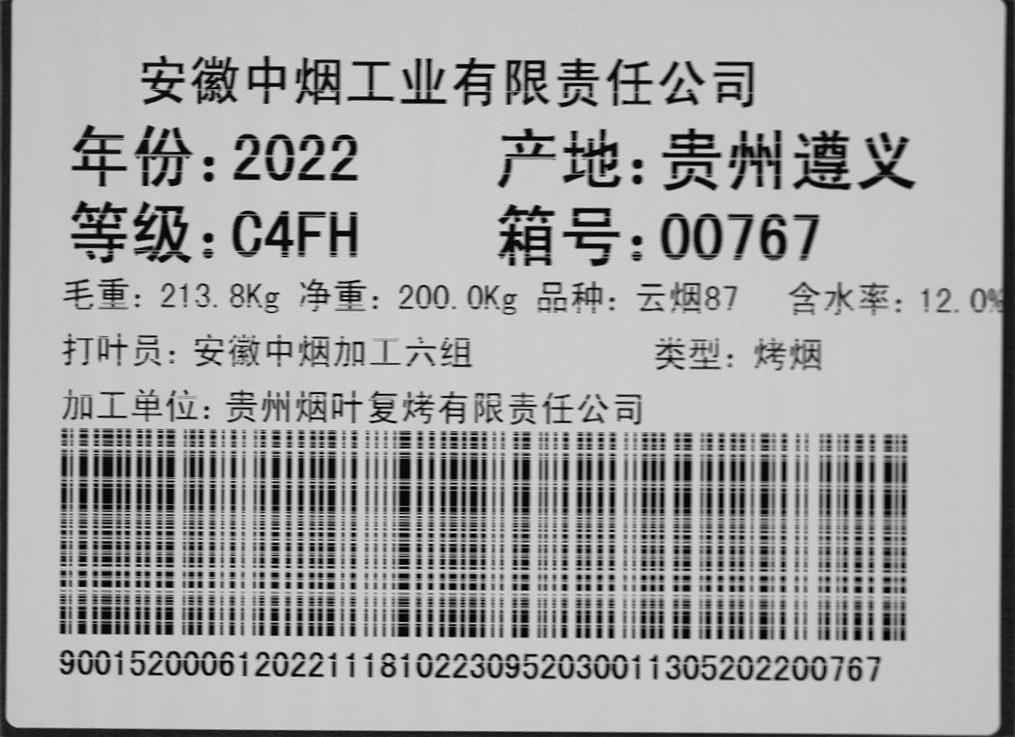 安徽中烟工业有限责任公司
年份:2022 产地:贵州遵义
等级:C4FH 箱号:00767
毛重: 213.8Kg 净重: 200.0Kg 品种: 云烟87 含水率: 12.0%
打叶员: 安徽中烟加工六组 类型: 烤烟
加工单位: 贵州烟叶复烤有限责任公司
9001520006120221118102230952030011305202200767